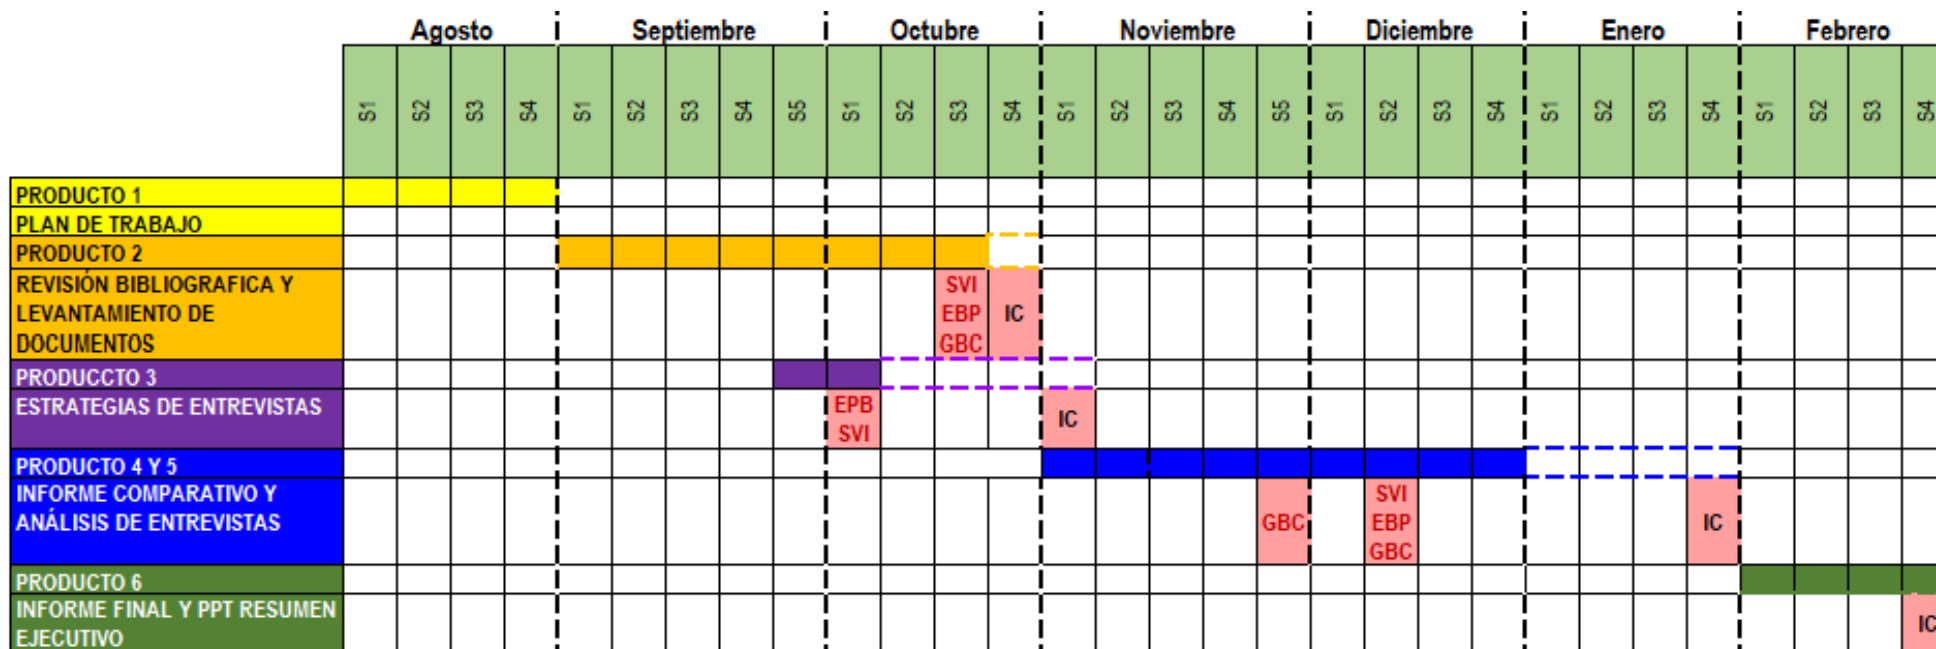 Agosto Septiembre Octubre Noviembre Diciembre Enero Febrero
S1 S2 S3 S4 S1 S2 S3 S4 S5 S1 S2 S3 S4 S1 S2 S3 S4 S5 S1 S2 S3 S4 S1 S2 S3 S4 S1 S2 S3 S4
PRODUCTO 1
PLAN DE TRABAJO
PRODUCTO 2
REVISIÓN BIBLIOGRAFICA Y SVI
LEVANTAMIENTO DE EBP IC
DOCUMENTOS GBC
PRODUCCTO 3
ESTRATEGIAS DE ENTREVISTAS EPB
SVI IC
PRODUCTO 4 Y 5
INFORME COMPARATIVO Y SVI
ANÁLISIS DE ENTREVISTAS GBC EBP IC
GBC
PRODUCTO 6
INFORME FINAL Y PPT RESUMEN
EJECUTIVO IC